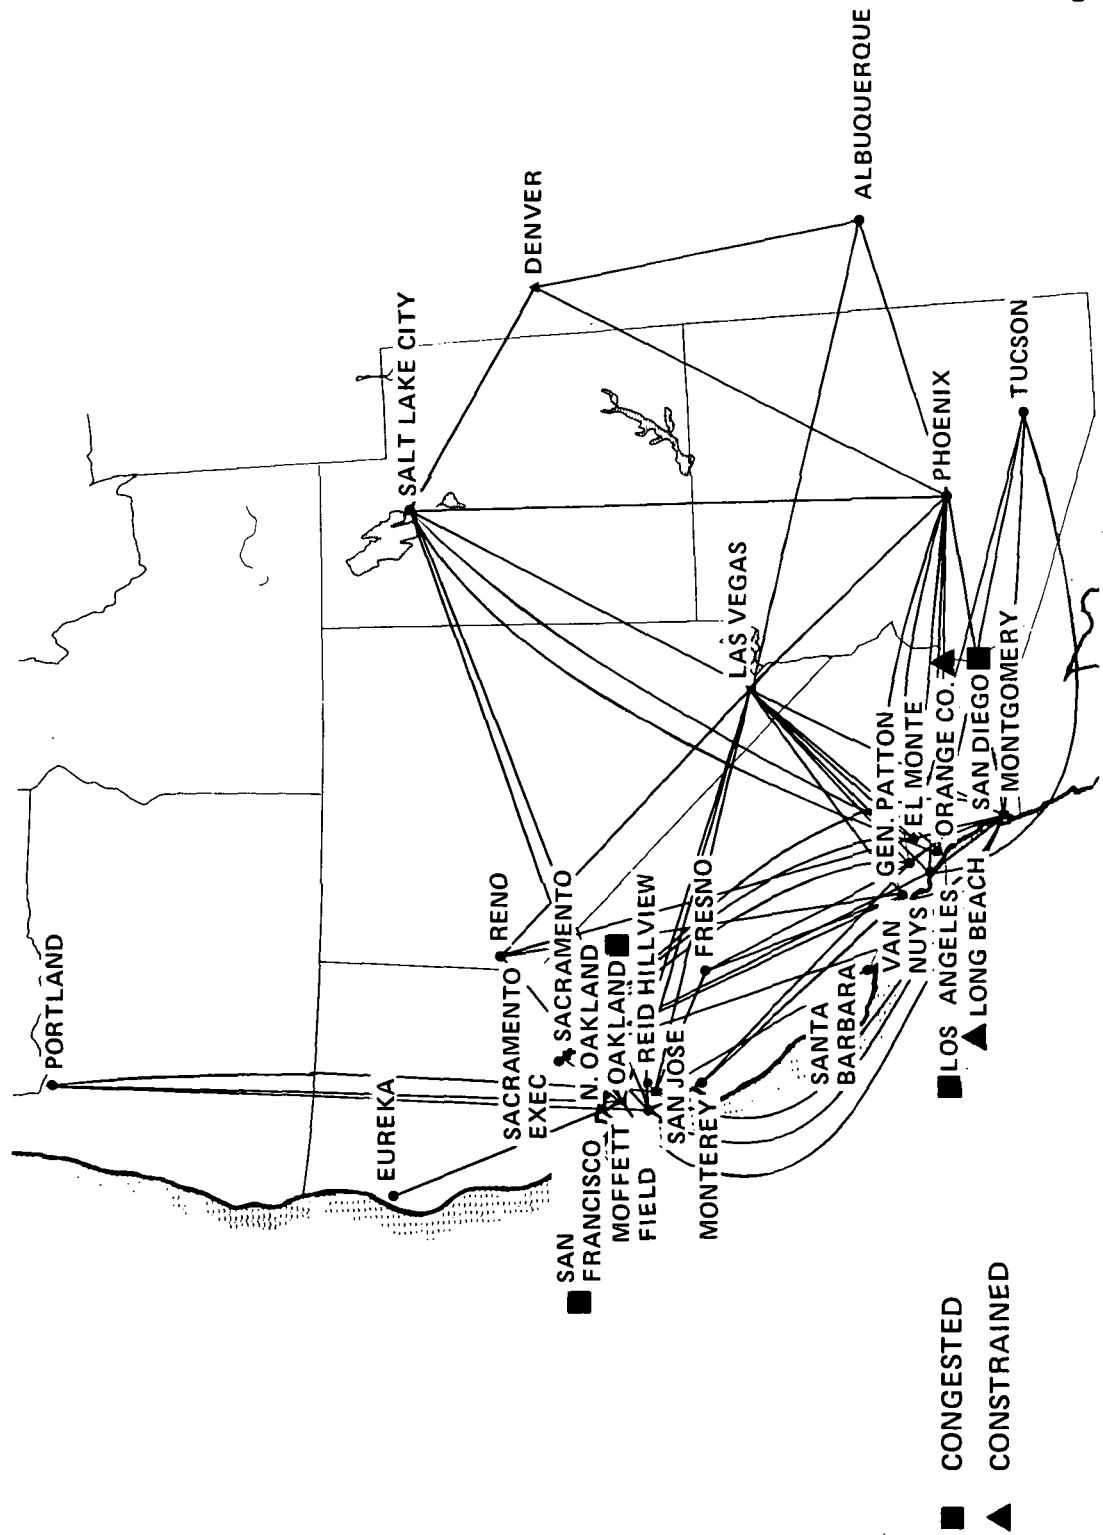 PORTLAND
EUREKA
SALT LAKE CITY
RENO
SACRAMENTO
EXEC
SACRAMENTO
SAN
FRANCISCO
N. OAKLAND
OAKLAND
MOFFETT
FIELD
REID HILLVIEW
SAN JOSE
MONTEREY
FRESNO
DENVER
LAS VEGAS
ALBUQUERQUE
SANTA
BARBARA
VAN
NUYS
GEN. PATTON
EL MONTE
LOS ANGELES
ORANGE CO.
LONG BEACH
SAN DIEGO
MONTGOMERY
PHOENIX
TUCSON
CONGESTED
CONSTRAINED